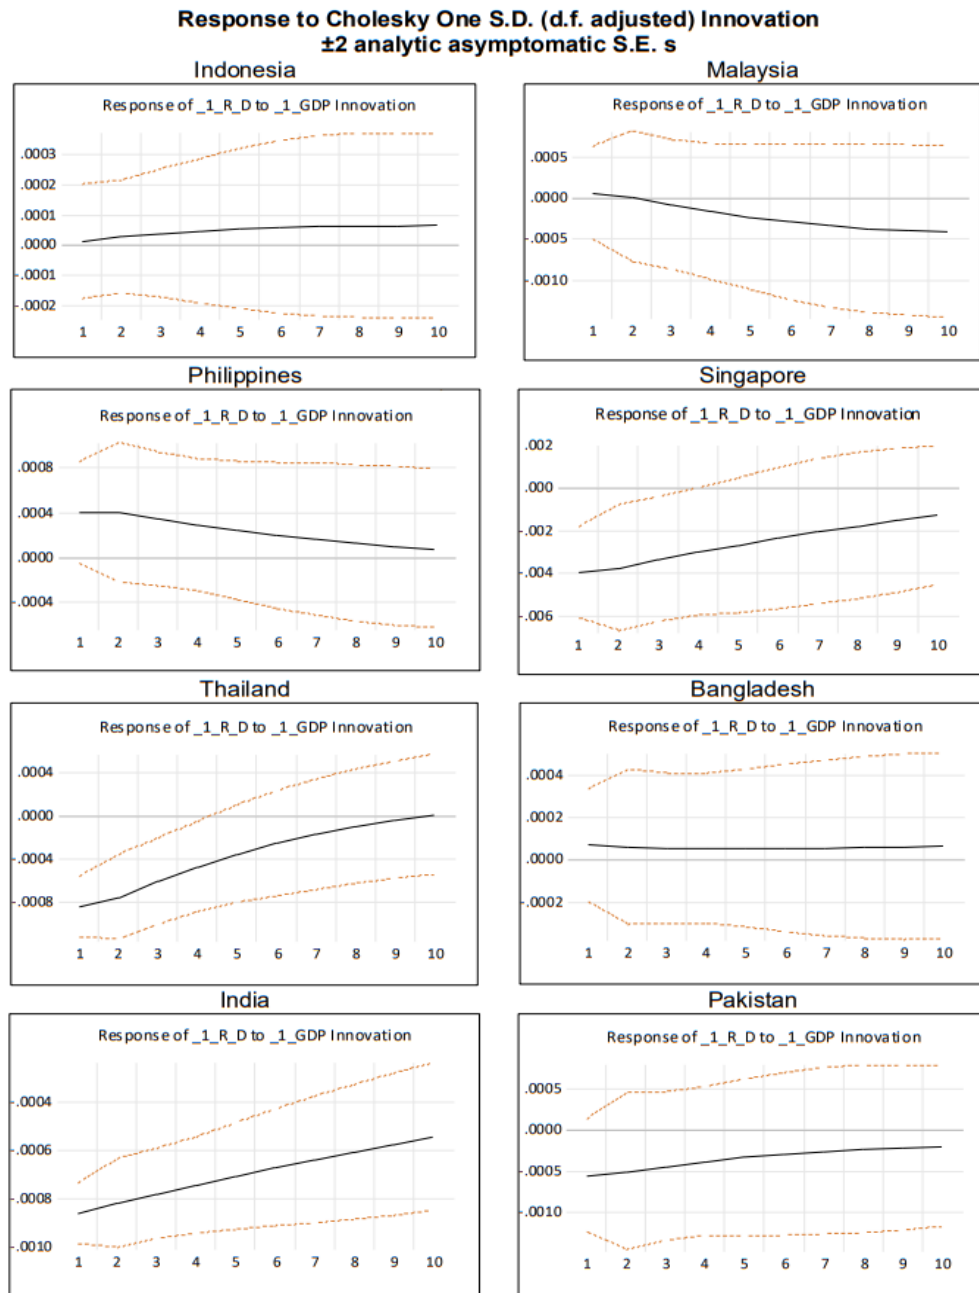 Response to Cholesky One S.D. (d.f. adjusted) Innovation
±2 analytic asymptomatic S.E. s
Indonesia
Response of _1_R_D to _1_GDP Innovation
.0003
.0002
.0001
.0000
-.0001
-.0002
1 2 3 4 5 6 7 8 9 10
Malaysia
Response of _1_R_D to _1_GDP Innovation
.0005
.0000
-.0005
-.0010
1 2 3 4 5 6 7 8 9 10
Philippines
Response of _1_R_D to _1_GDP Innovation
.0008
.0004
.0000
-.0004
1 2 3 4 5 6 7 8 9 10
Singapore
Response of _1_R_D to _1_GDP Innovation
.002
.000
-.002
-.004
-.006
1 2 3 4 5 6 7 8 9 10
Thailand
Response of _1_R_D to _1_GDP Innovation
.0004
.0000
-.0004
-.0008
1 2 3 4 5 6 7 8 9 10
Bangladesh
Response of _1_R_D to _1_GDP Innovation
.0004
.0002
.0000
-.0002
1 2 3 4 5 6 7 8 9 10
India
Response of _1_R_D to _1_GDP Innovation
-.0004
-.0006
-.0008
-.0010
1 2 3 4 5 6 7 8 9 10
Pakistan
Response of _1_R_D to _1_GDP Innovation
.0005
.0000
-.0005
-.0010
1 2 3 4 5 6 7 8 9 10